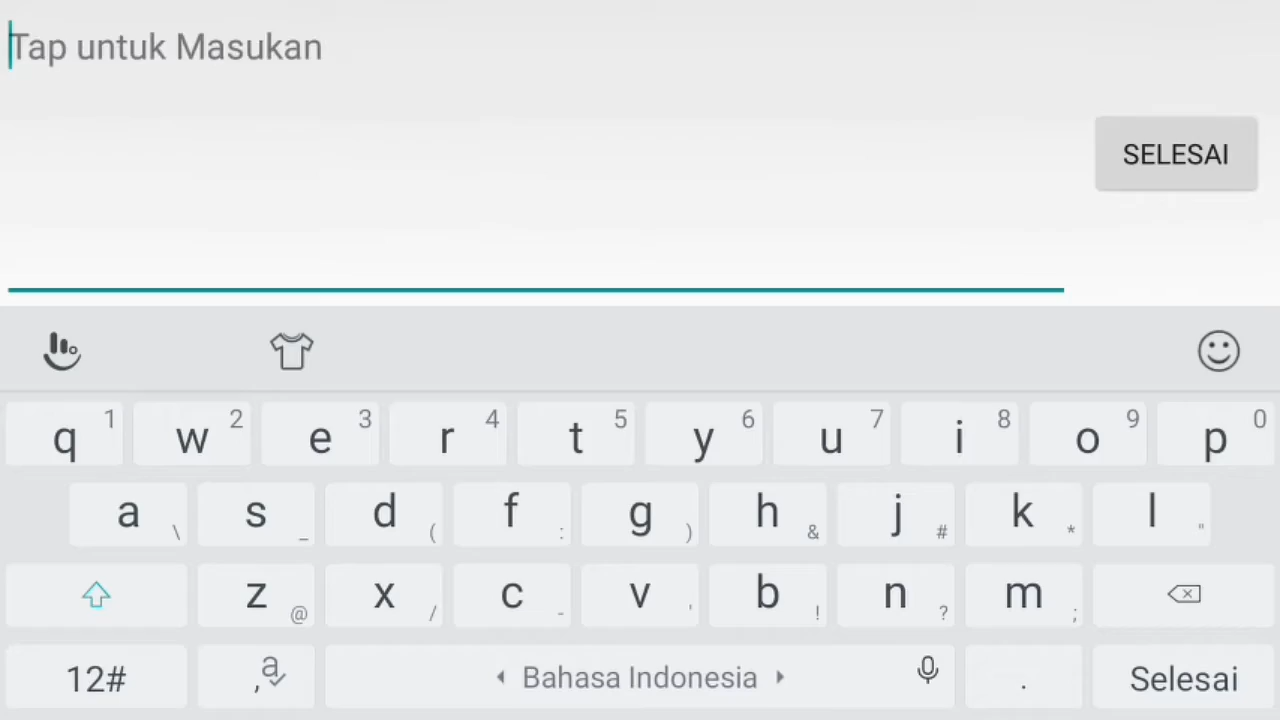 Tap untuk Masukan
SELESAI
q 1 w 2 e 3 r 4 t 5 y 6 u 7 i 8 o 9 p 0
a \ s _ d ( f : g ) h & j # k * l "
z @ x / c - v ' b ! n ? m ;
12# , a Bahasa Indonesia . Selesai